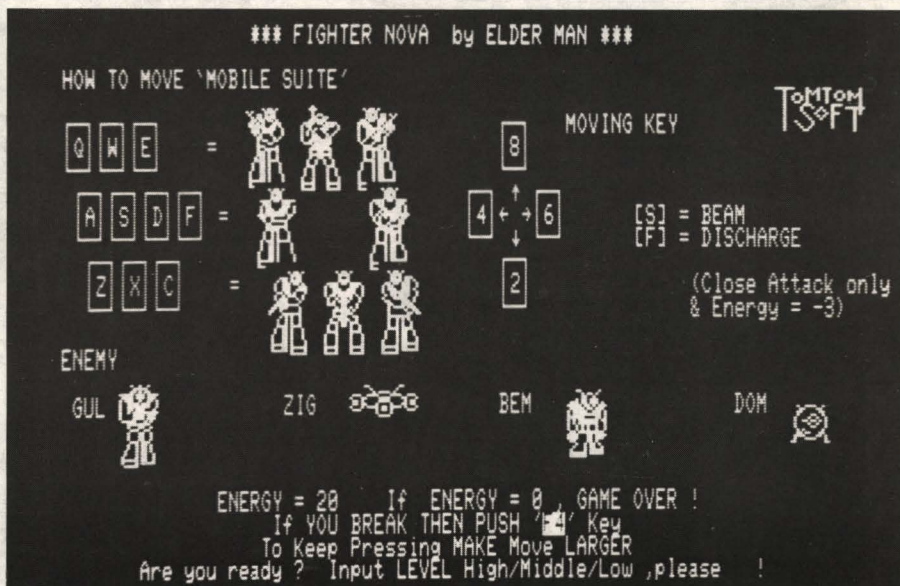 *** FIGHTER NOVA by ELDER MAN ***
HOW TO MOVE 'MOBILE SUITE'
TOMTOM SOFT
Q W E =
MOVING KEY
8
A S D F =
4 ← ↑ → 6
↓
[S] = BEAM
[F] = DISCHARGE
Z X C =
2
(Close Attack only
& Energy = -3)
ENEMY
GUL ZIG BEM DOM
ENERGY = 20 If ENERGY = 0 , GAME OVER !
If YOU BREAK THEN PUSH ' ' Key
To Keep Pressing MAKE Move LARGER
Are you ready ? Input LEVEL High/Middle/Low ,please !